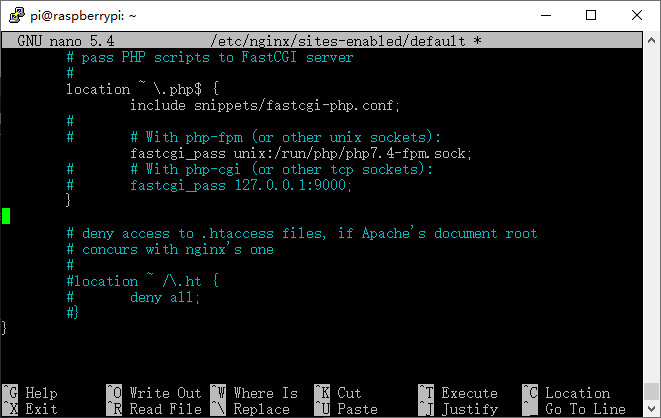 pi@raspberrypi: ~
GNU nano 5.4 /etc/nginx/sites-enabled/default *
# pass PHP scripts to FastCGI server
#
location ~ \.php$ {
include snippets/fastcgi-php.conf;
#
# # With php-fpm (or other unix sockets):
fastcgi_pass unix:/run/php/php7.4-fpm.sock;
# # With php-cgi (or other tcp sockets):
# fastcgi_pass 127.0.0.1:9000;
}
# deny access to .htaccess files, if Apache's document root
# concurs with nginx's one
#
#location ~ /\.ht {
# deny all;
#}
}
^G Help ^O Write Out ^W Where Is ^K Cut ^T Execute ^C Location
^X Exit ^R Read File ^\ Replace ^U Paste ^J Justify ^_ Go To Line